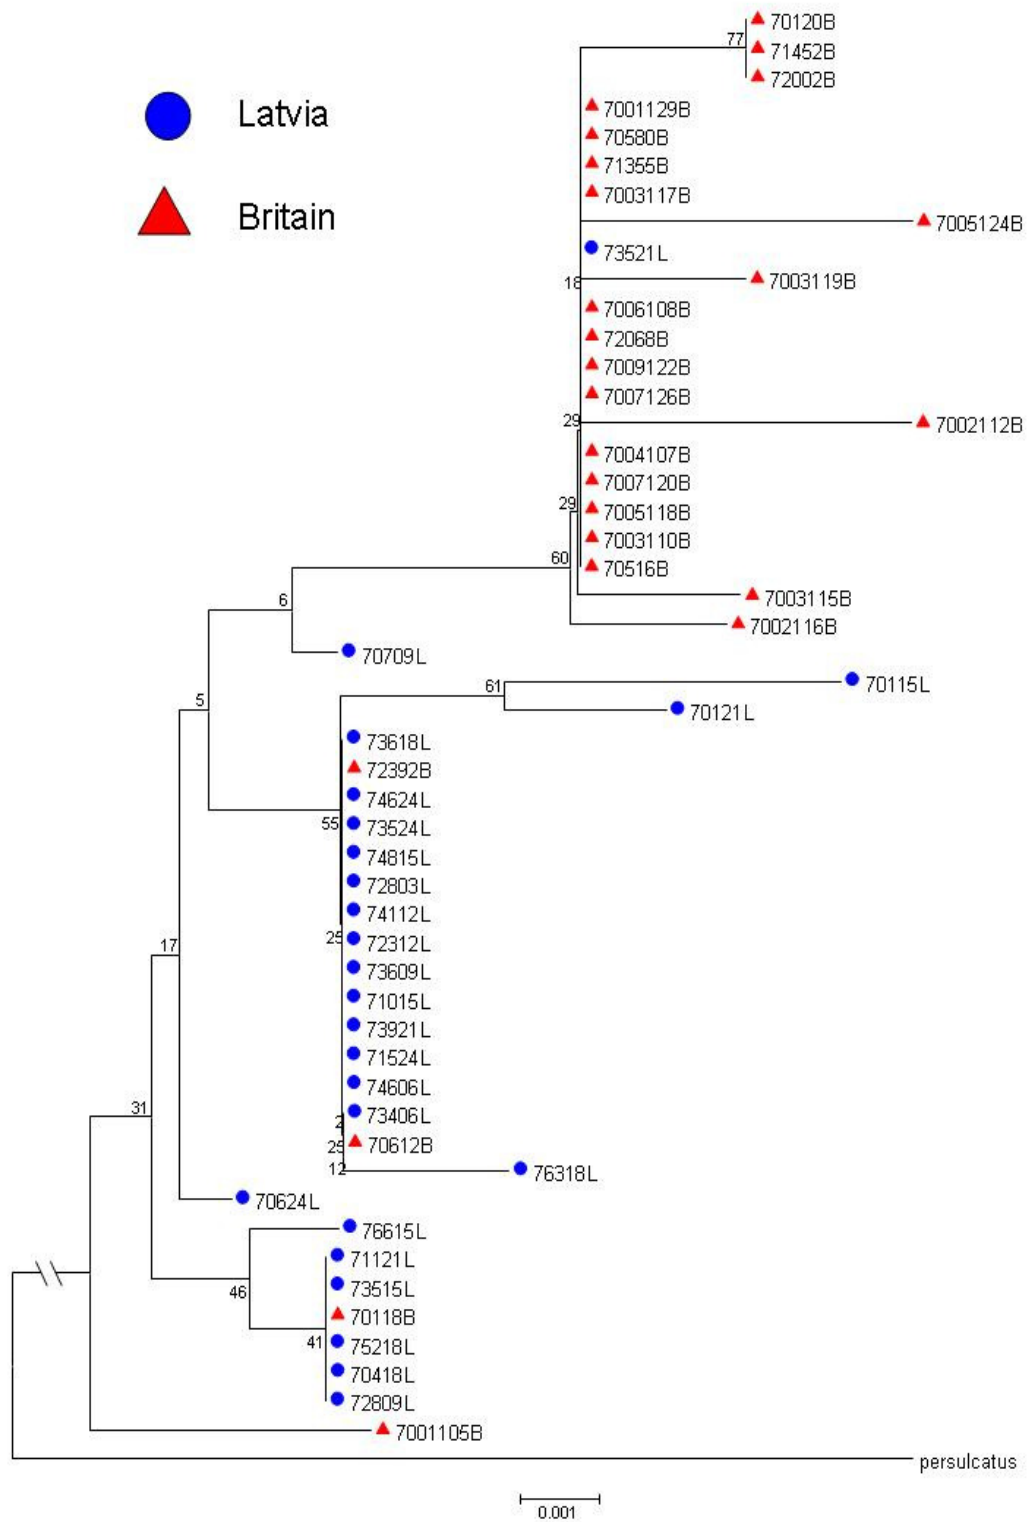 70120B
77
71452B
72002B
Latvia
7001129B
70580B
71355B
7003117B
Britain
7005124B
73521L
18
7003119B
7006108B
72068B
7009122B
7007126B
29
7002112B
7004107B
7007120B
29
7005118B
7003110B
60
70516B
7003115B
6
7002116B
70709L
61
70115L
5
70121L
73618L
72392B
74624L
55
73524L
74815L
72803L
74112L
25
72312L
17
73609L
71015L
73921L
71524L
74606L
31
73406L
2
25
70612B
12
76318L
70624L
76615L
71121L
46
73515L
70118B
41
75218L
70418L
72809L
7001105B
persulcatus
0.001